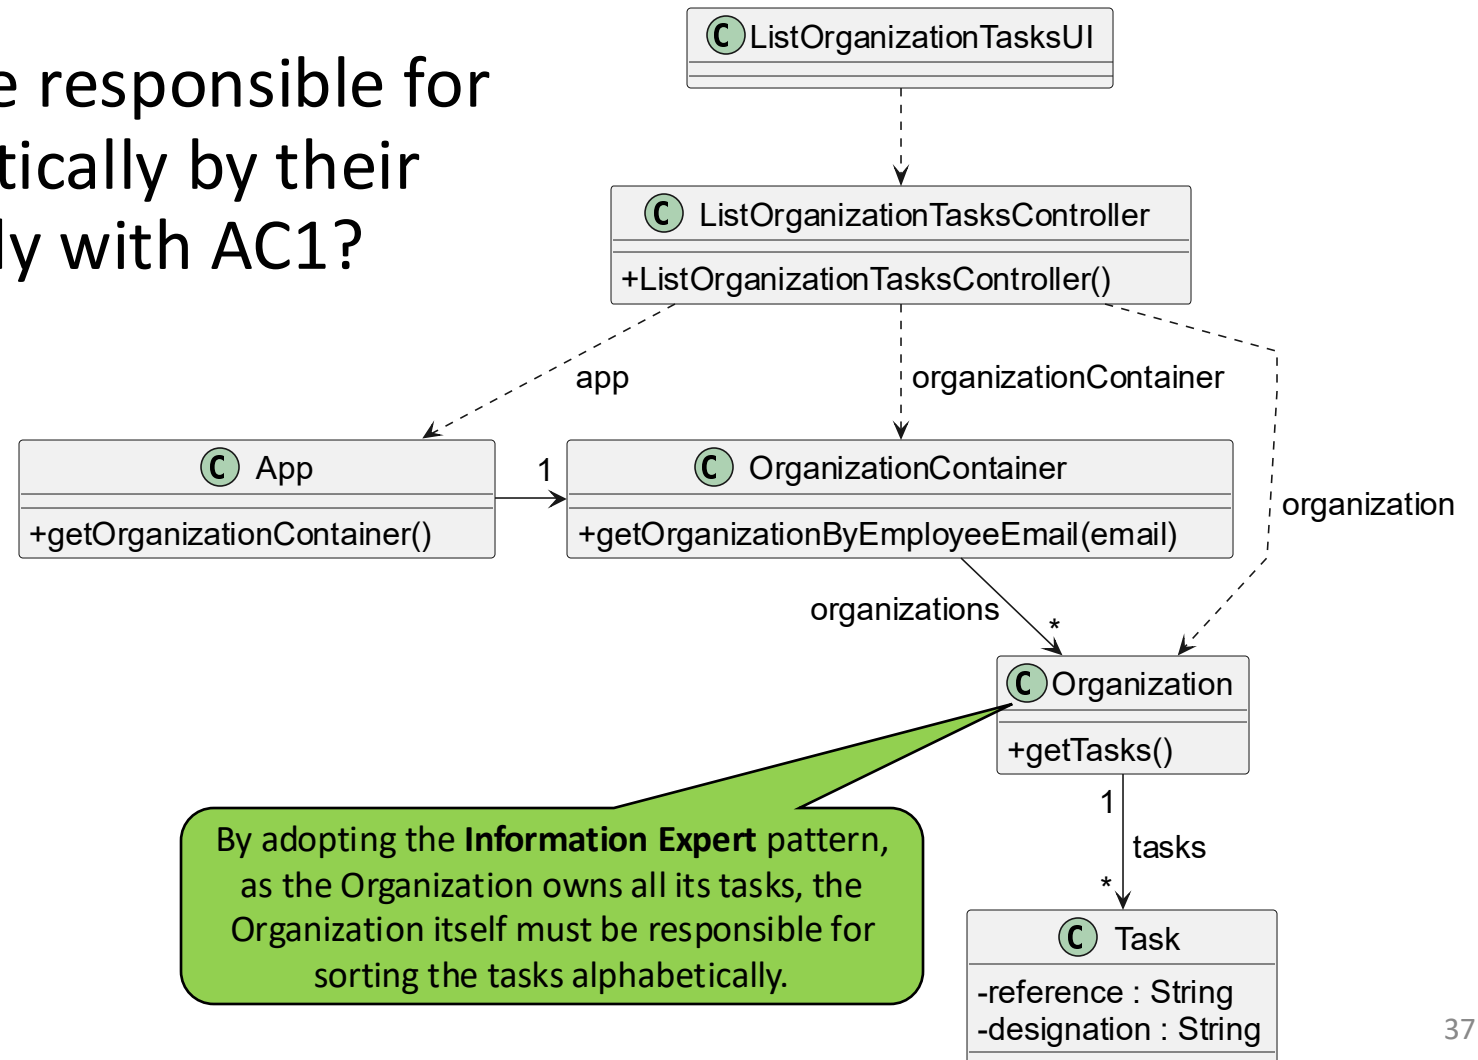 e responsible for
tically by their
ly with AC1?
C ListOrganizationTasksUI
C ListOrganizationTasksController
+ListOrganizationTasksController()
app
organizationContainer
organization
C App
+getOrganizationContainer()
1
C OrganizationContainer
+getOrganizationByEmployeeEmail(email)
organizations
*
C Organization
+getTasks()
1
tasks
*
By adopting the Information Expert pattern,
as the Organization owns all its tasks, the
Organization itself must be responsible for
sorting the tasks alphabetically.
C Task
-reference : String
-designation : String
37